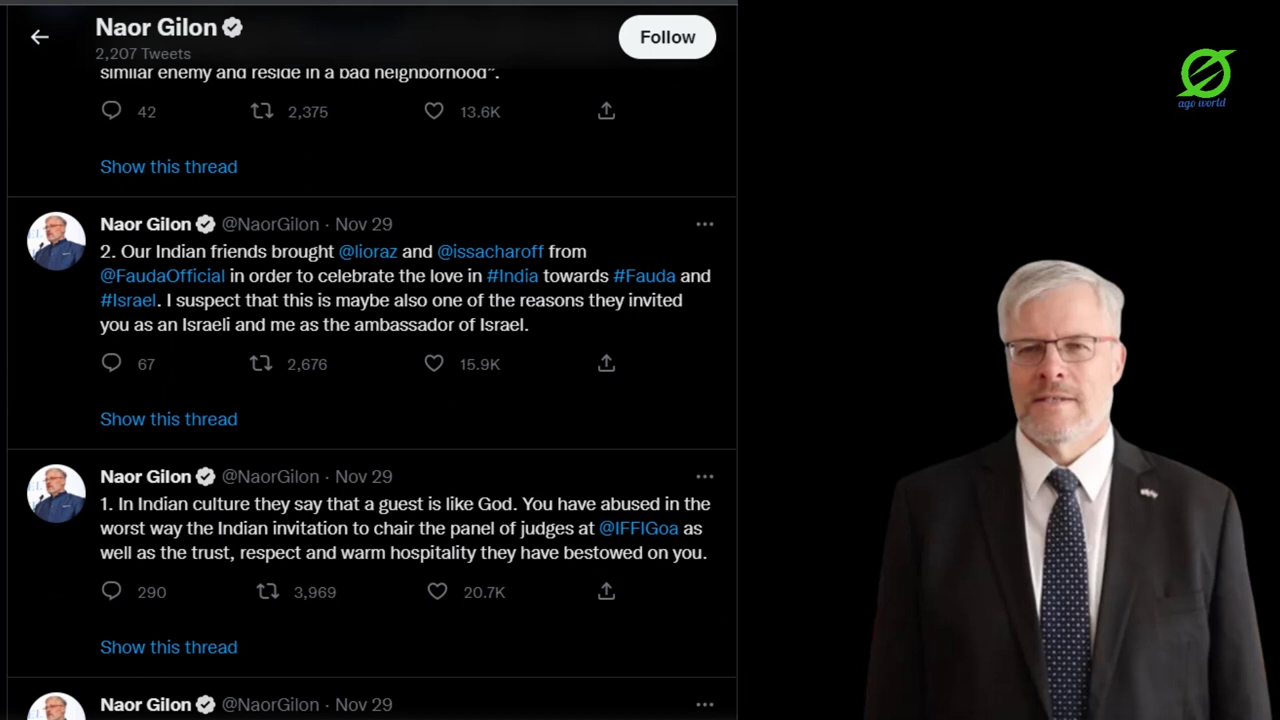 Naor Gilon
2,207 Tweets
Follow
ago world
similar enemy and reside in a bad neighborhood".
42 2,375 13.6K
Show this thread
Naor Gilon @NaorGilon · Nov 29
2. Our Indian friends brought @lioraz and @issacharoff from
@FaudaOfficial in order to celebrate the love in #India towards #Fauda and
#Israel. I suspect that this is maybe also one of the reasons they invited
you as an Israeli and me as the ambassador of Israel.
67 2,676 15.9K
Show this thread
Naor Gilon @NaorGilon · Nov 29
1. In Indian culture they say that a guest is like God. You have abused in the
worst way the Indian invitation to chair the panel of judges at @IFFIGoa as
well as the trust, respect and warm hospitality they have bestowed on you.
290 3,969 20.7K
Show this thread
Naor Gilon @NaorGilon · Nov 29